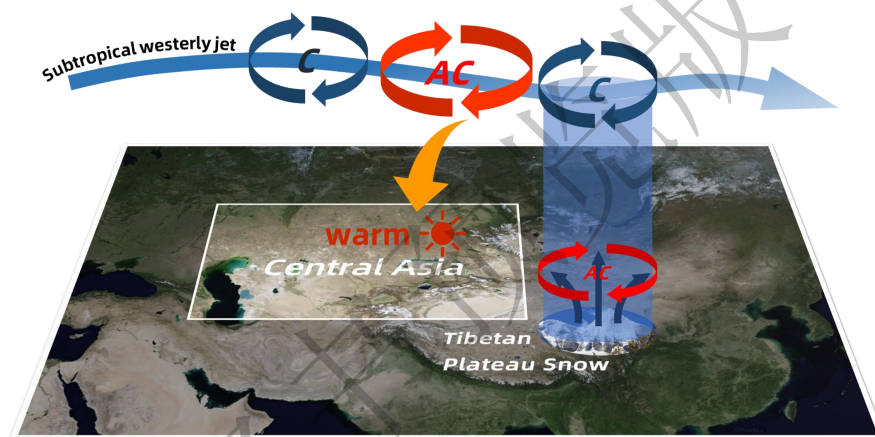 Subtropical westerly jet
C
AC
C
warm
Central Asia
AC
Tibetan
Plateau Snow